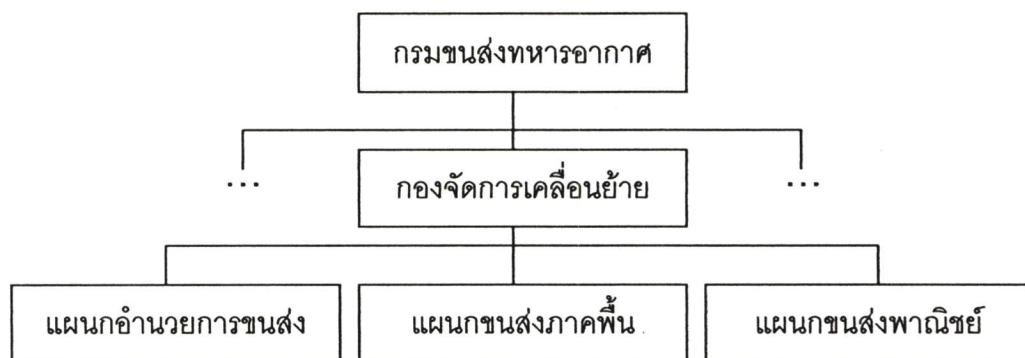 กรมขนส่งทหารอากาศ
... กองจัดการเคลื่อนย้าย ...
แผนกอำนวยการขนส่ง แผนกขนส่งภาคพื้น แผนกขนส่งพาณิชย์